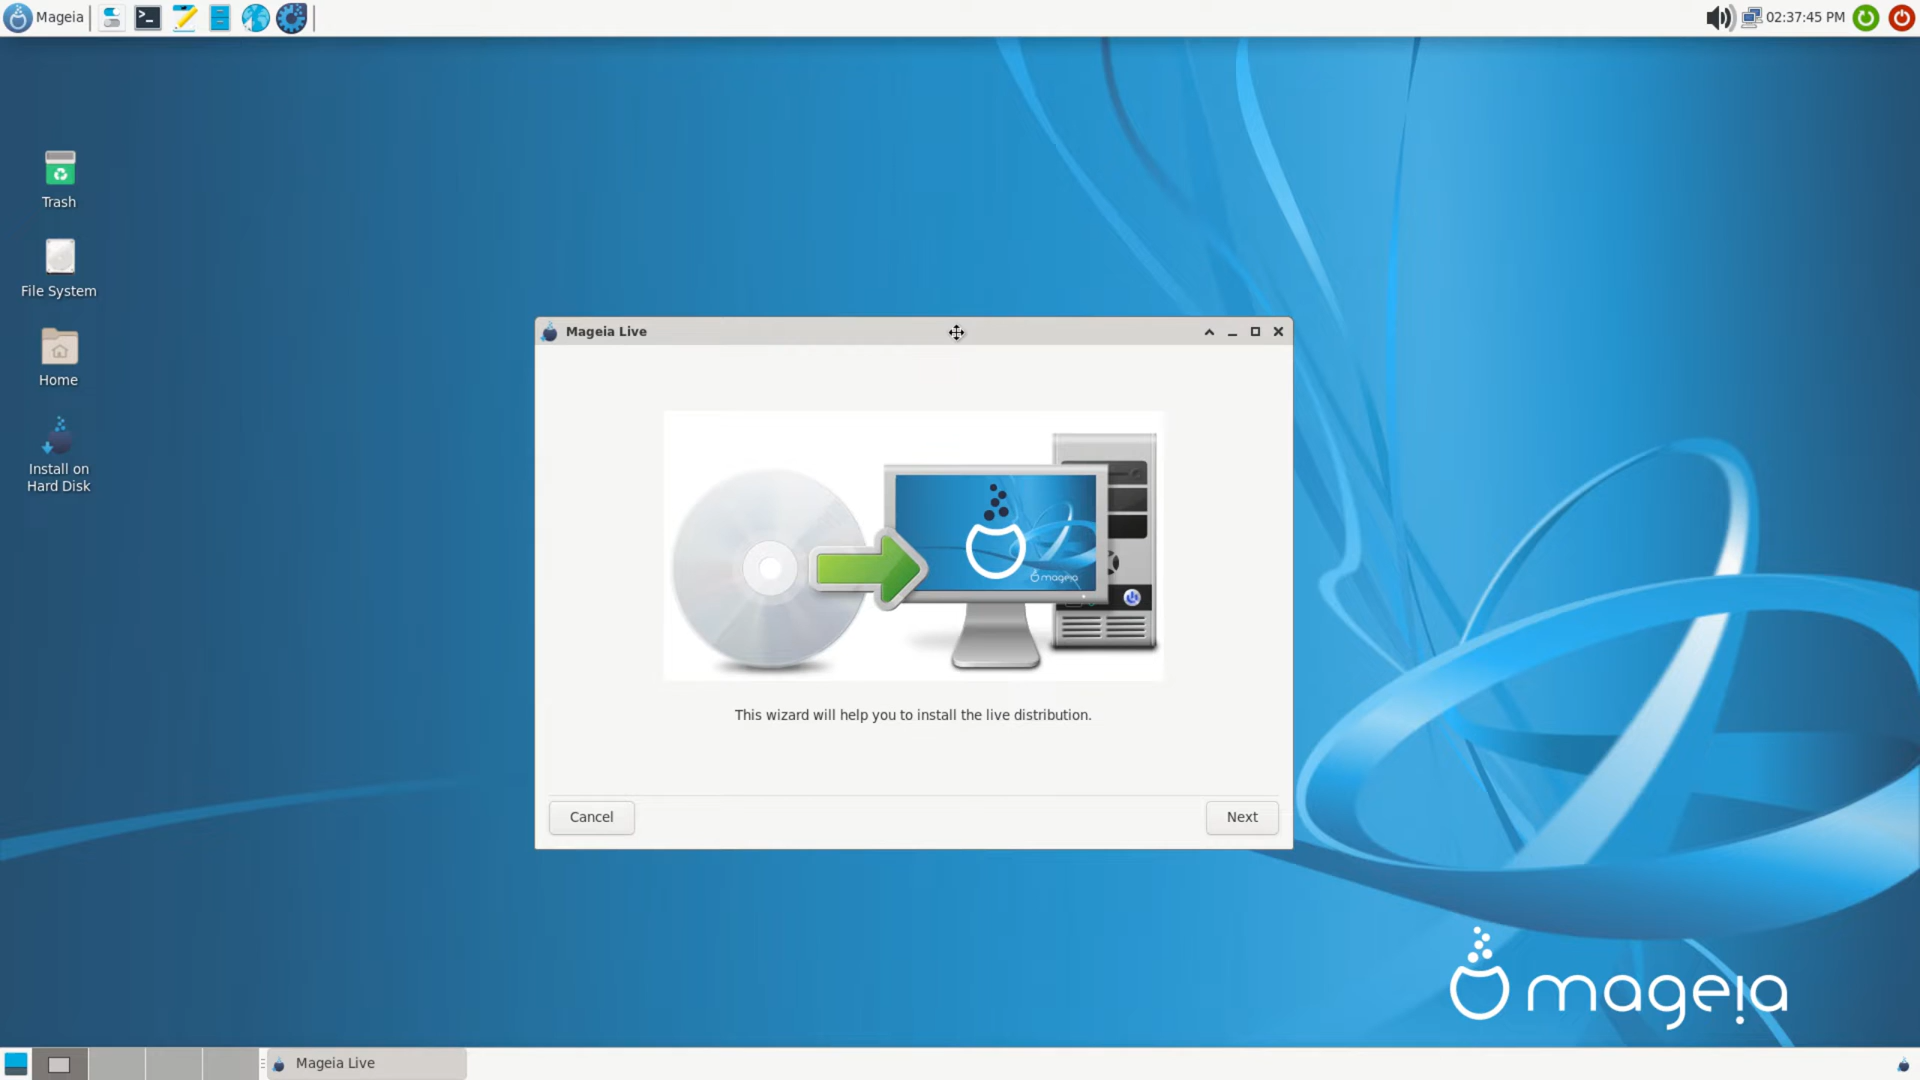 Mageia
02:37:45 PM
Trash
File System
Home
Install on
Hard Disk
Mageia Live
mageia
This wizard will help you to install the live distribution.
Cancel
Next
mageia
Mageia Live